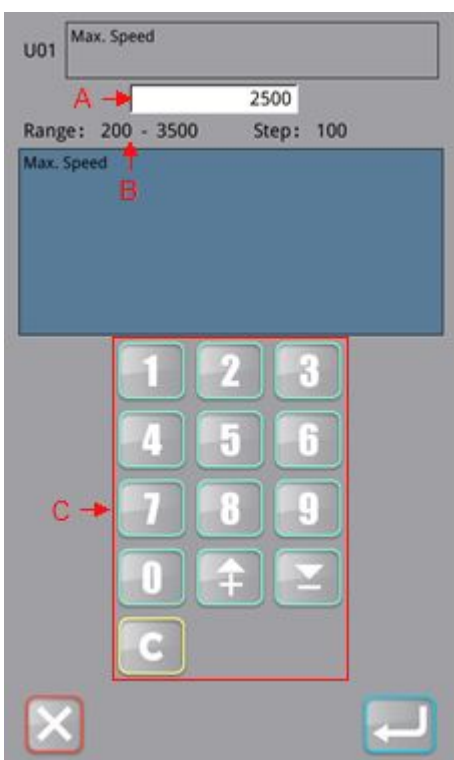 U01 Max. Speed
A 2500
Range: 200 - 3500 Step: 100
Max. Speed
B
1 2 3
4 5 6
C 7 8 9
0 + −
C